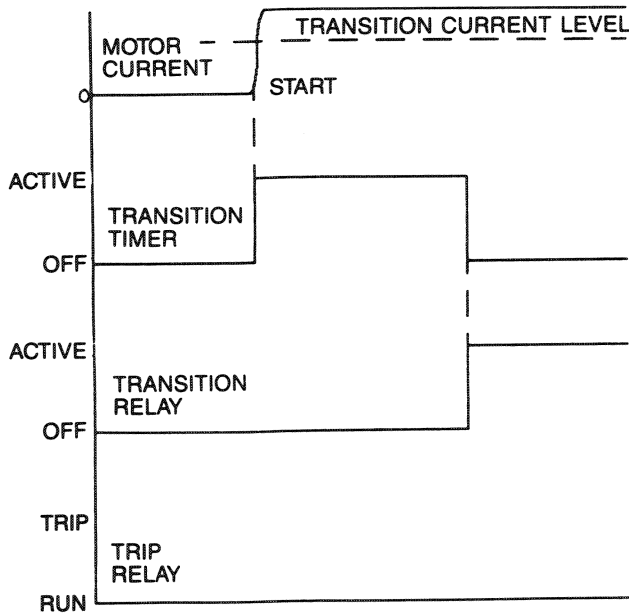 TRANSITION CURRENT LEVEL
MOTOR
CURRENT
0
START
ACTIVE
TRANSITION
TIMER
OFF
ACTIVE
TRANSITION
RELAY
OFF
TRIP
TRIP
RELAY
RUN